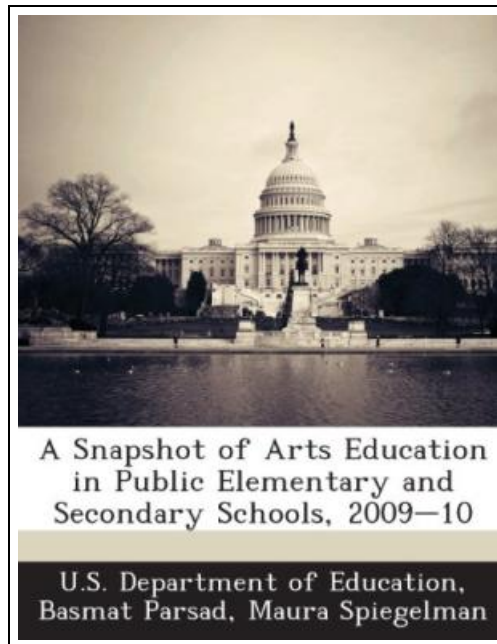 A Snapshot of Arts Education
in Public Elementary and
Secondary Schools, 2009—10
U.S. Department of Education,
Basmat Parsad, Maura Spiegelman